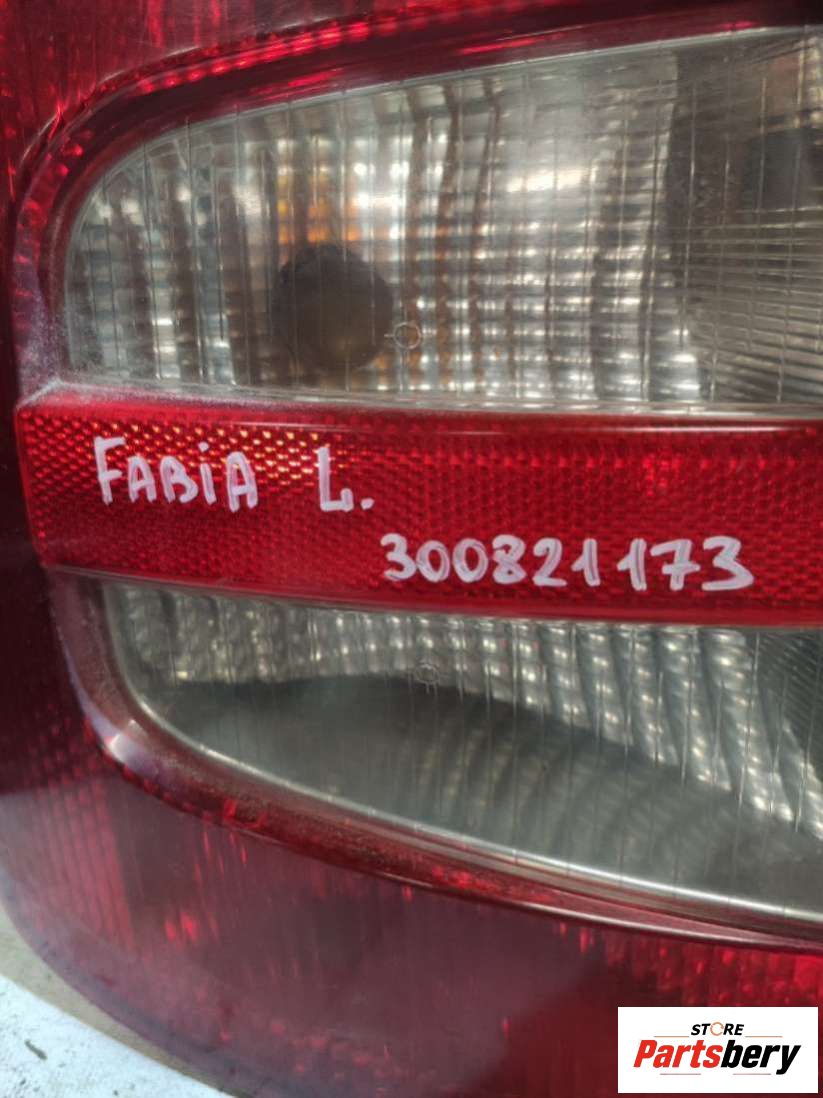 FABiA L.
300821173
STORE
Partsbery